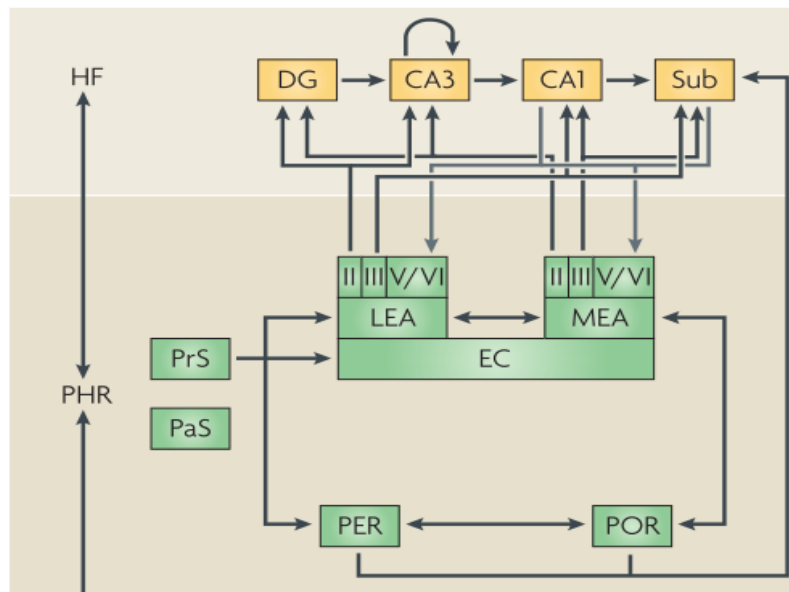 HF
DG CA3 CA1 Sub
II III V/VI II III V/VI
LEA MEA
PrS EC
PHR
PaS
PER POR